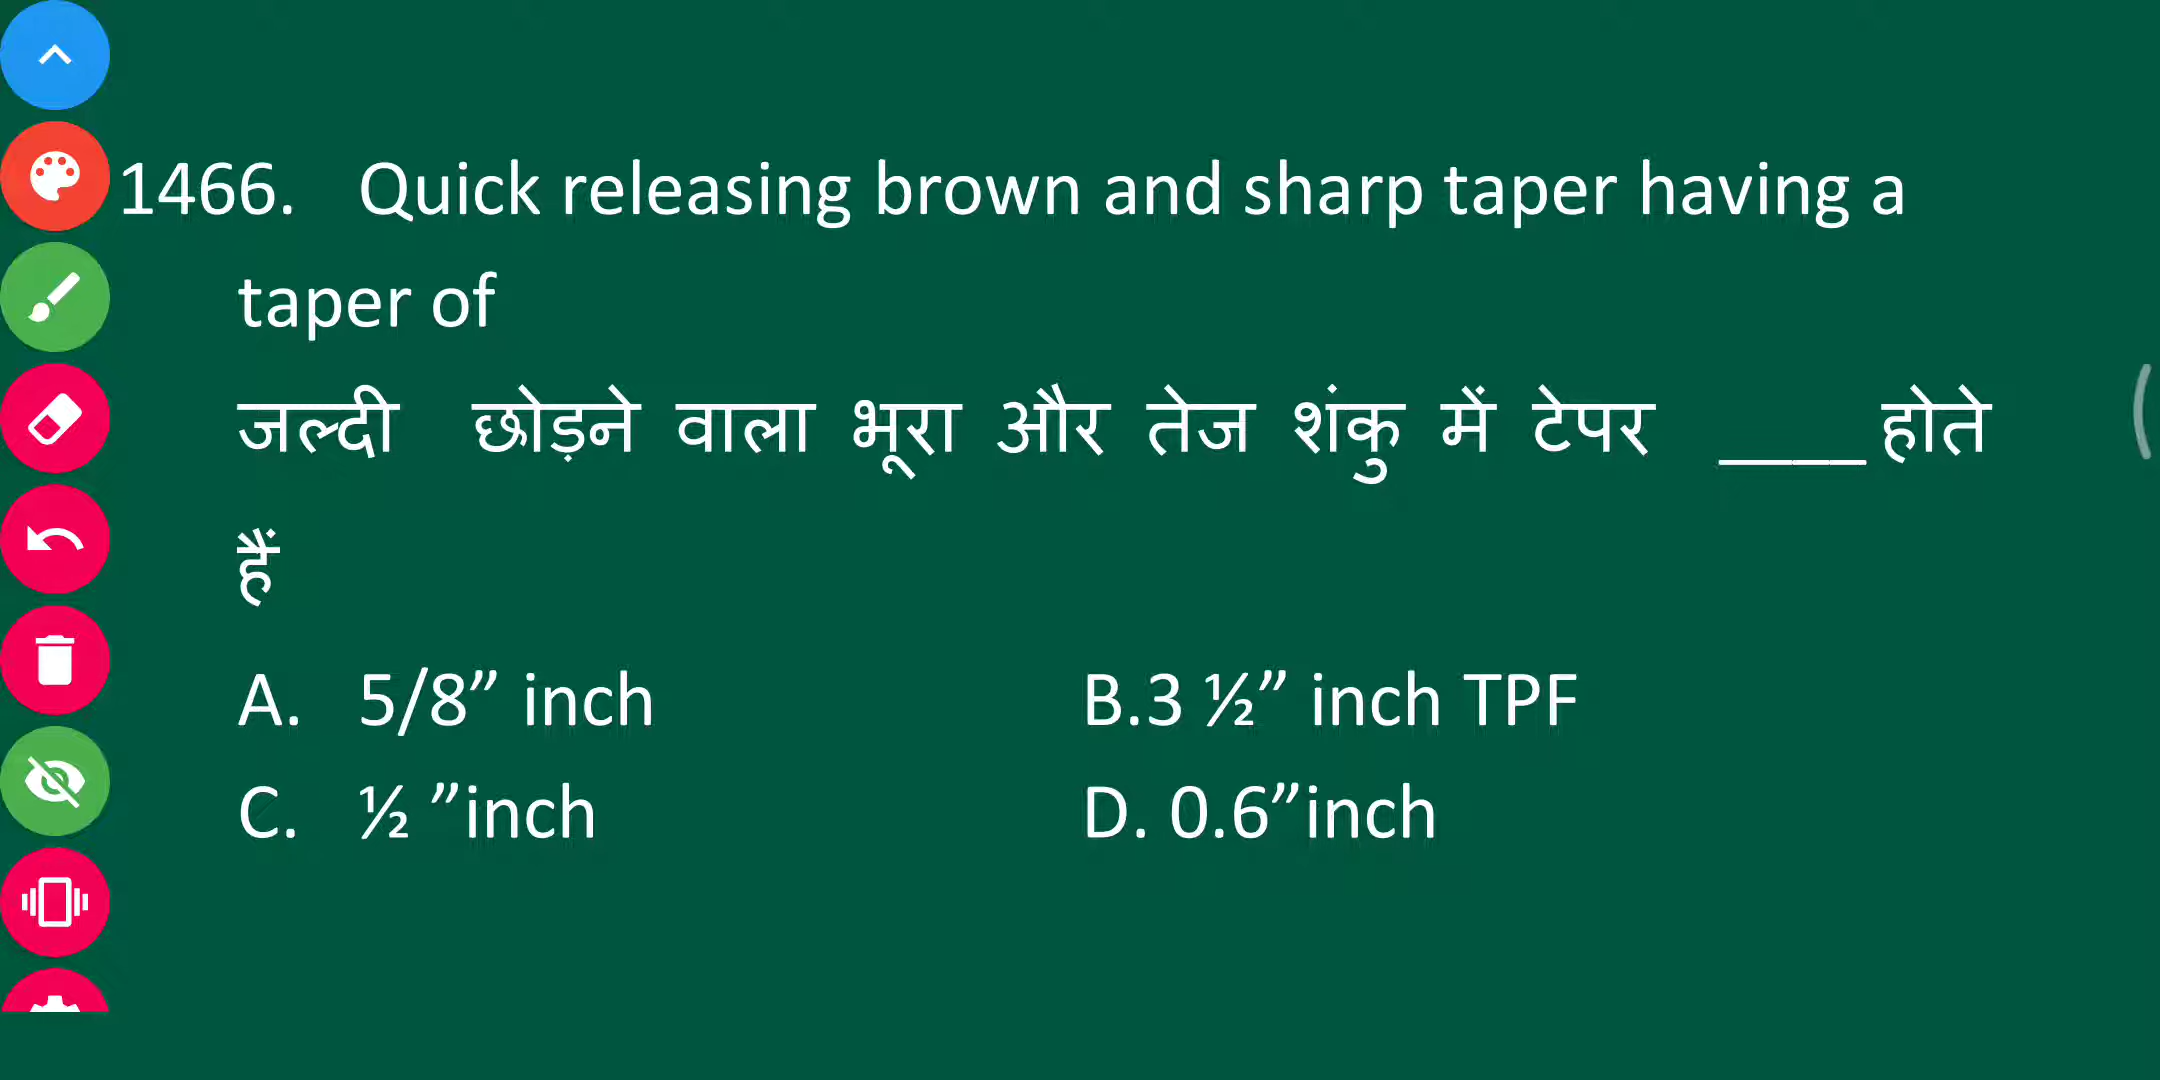 1466. Quick releasing brown and sharp taper having a
taper of
जल्दी छोड़ने वाला भूरा और तेज शंकु में टेपर ____ होते
हैं
A. 5/8” inch B.3 ½” inch TPF
C. ½ ”inch D. 0.6”inch